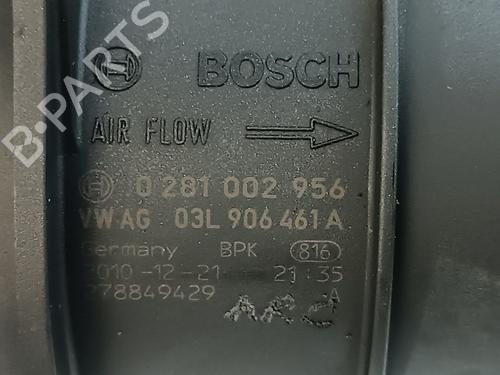 BOSCH
AIR FLOW
0 281 002 956
VW AG 03L 906 461 A
Germany BPK 816
2010-12-21 21:35
278849429
B-PARTS